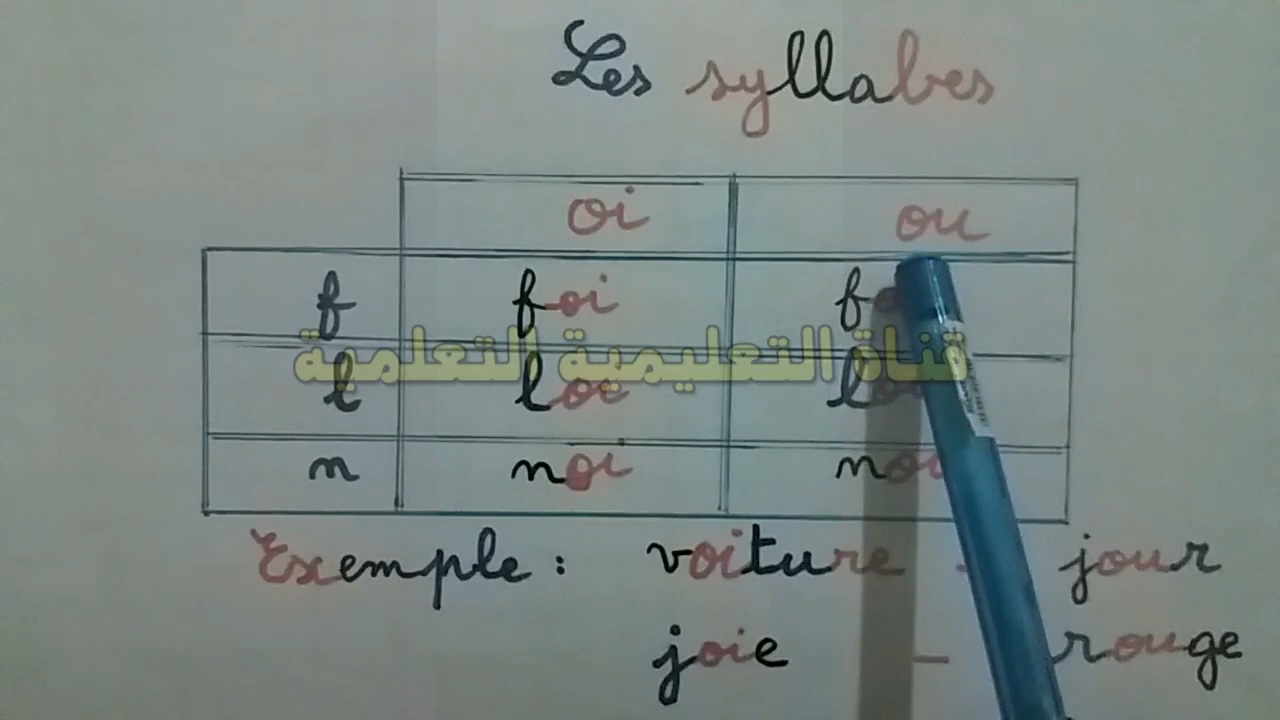 Les syllabes
oi ou
f foi
قناة التعليمية التعلمية
l loi
n noi
Exemple : voiture - jour
joie - rouge